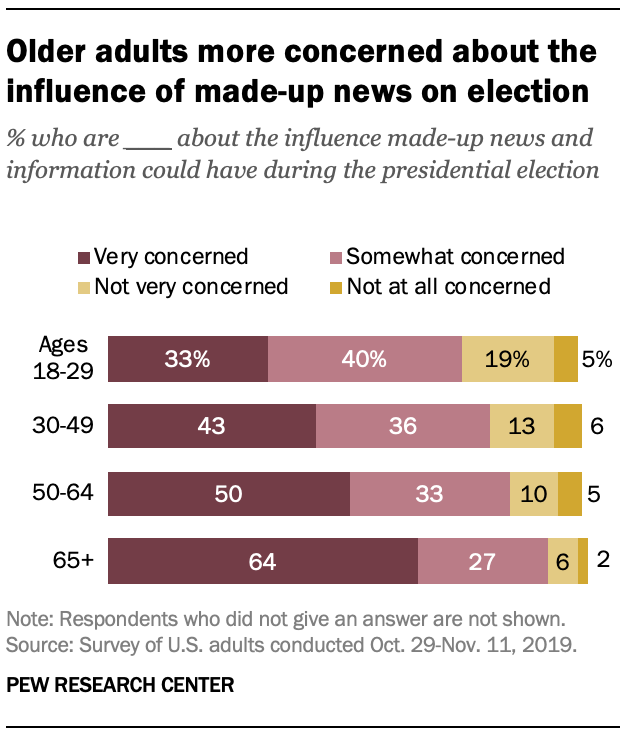 Older adults more concerned about the
influence of made-up news on election
% who are ___ about the influence made-up news and
information could have during the presidential election
Very concerned
Somewhat concerned
Not very concerned
Not at all concerned
Ages
18-29
33%
40%
19%
5%
30-49
43
36
13
6
50-64
50
33
10
5
65+
64
27
6
2
Note: Respondents who did not give an answer are not shown.
Source: Survey of U.S. adults conducted Oct. 29-Nov. 11, 2019.
PEW RESEARCH CENTER